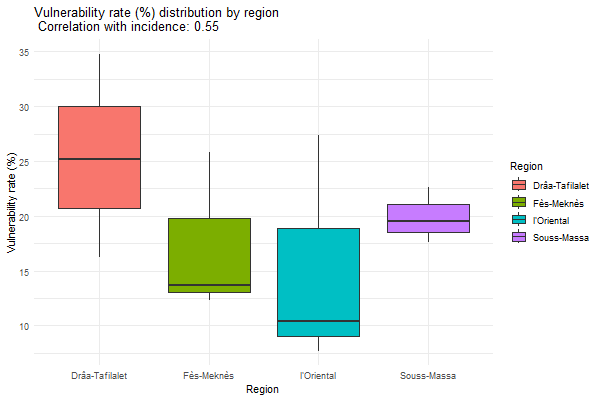 Vulnerability rate (%) distribution by region
Correlation with incidence: 0.55
Vulnerability rate (%)
35
30
25
20
15
10
Drâa-Tafilalet
Fès-Meknès
l'Oriental
Souss-Massa
Region
Region
Drâa-Tafilalet
Fès-Meknès
l'Oriental
Souss-Massa